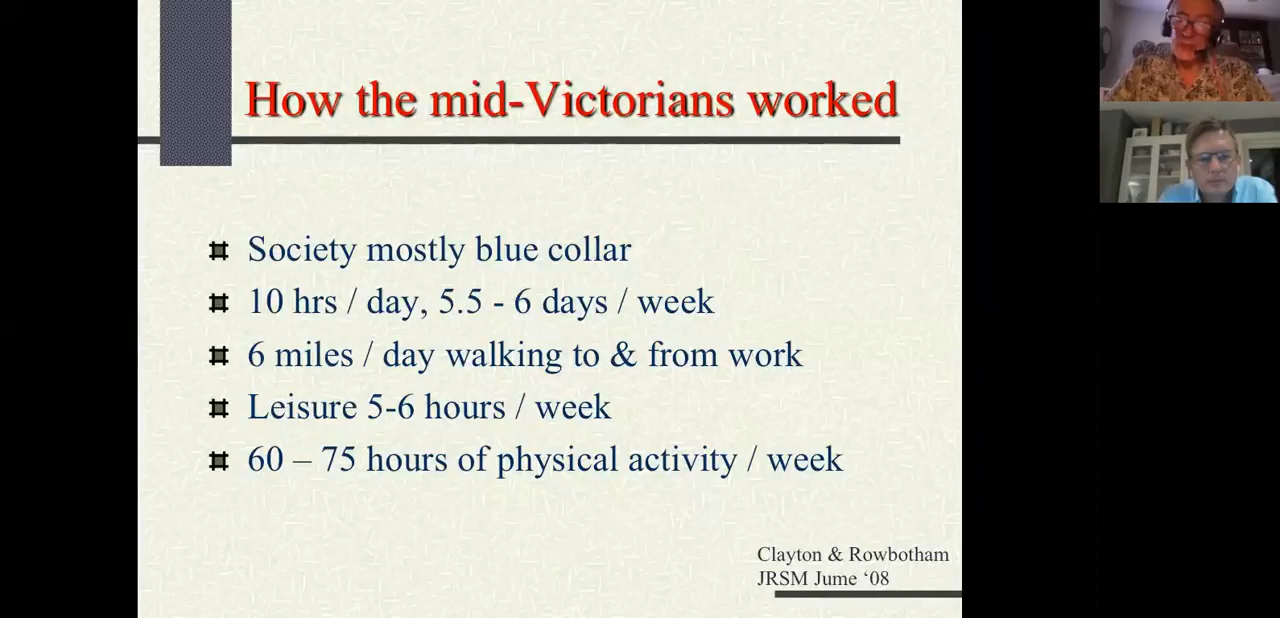 How the mid-Victorians worked
Society mostly blue collar
10 hrs / day, 5.5 - 6 days / week
6 miles / day walking to & from work
Leisure 5-6 hours / week
60 – 75 hours of physical activity / week
Clayton & Rowbotham
JRSM Jume ‘08